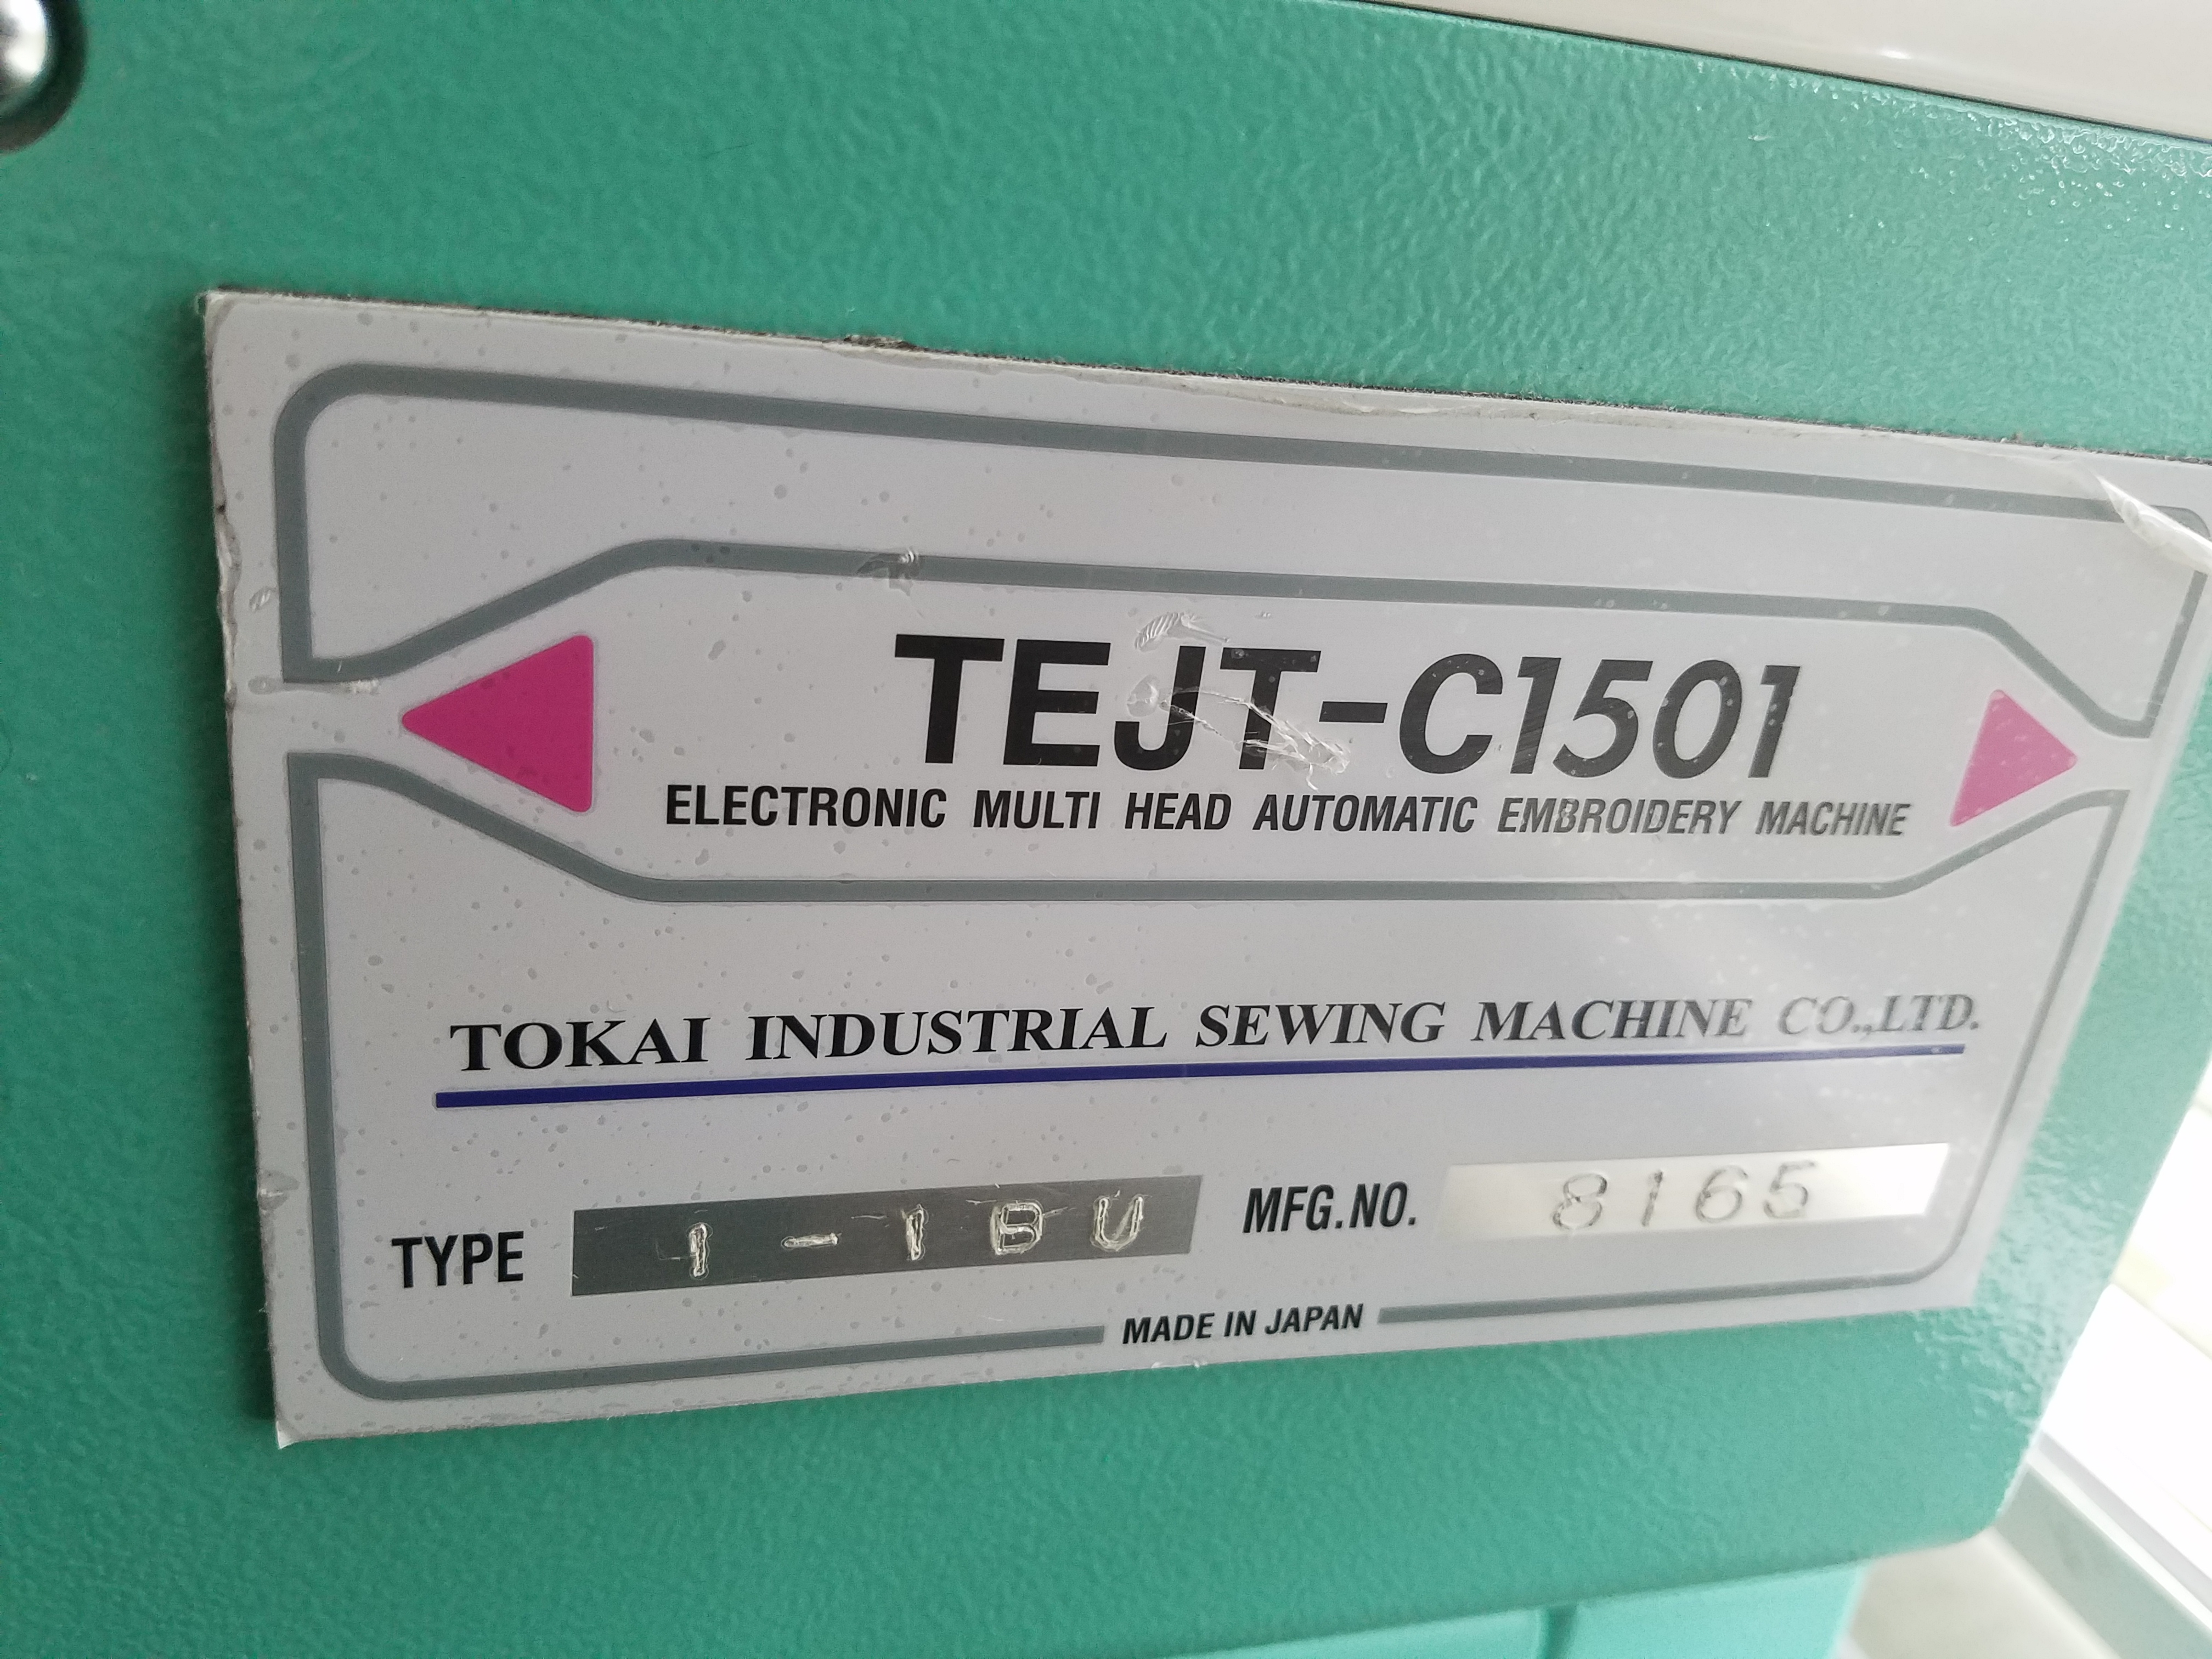 TEJT-C1501
ELECTRONIC MULTI HEAD AUTOMATIC EMBROIDERY MACHINE
TOKAI INDUSTRIAL SEWING MACHINE CO.,LTD.
TYPE 1-1BU MFG.NO. 8165
MADE IN JAPAN